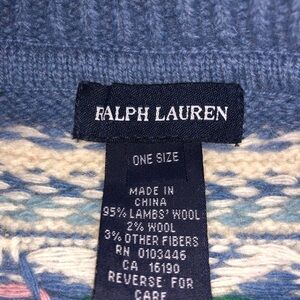 RALPH LAUREN
ONE SIZE
MADE IN
CHINA
95% LAMBS' WOOL
2% WOOL
3% OTHER FIBERS
RN 0103446
CA 16190
REVERSE FOR
CARE